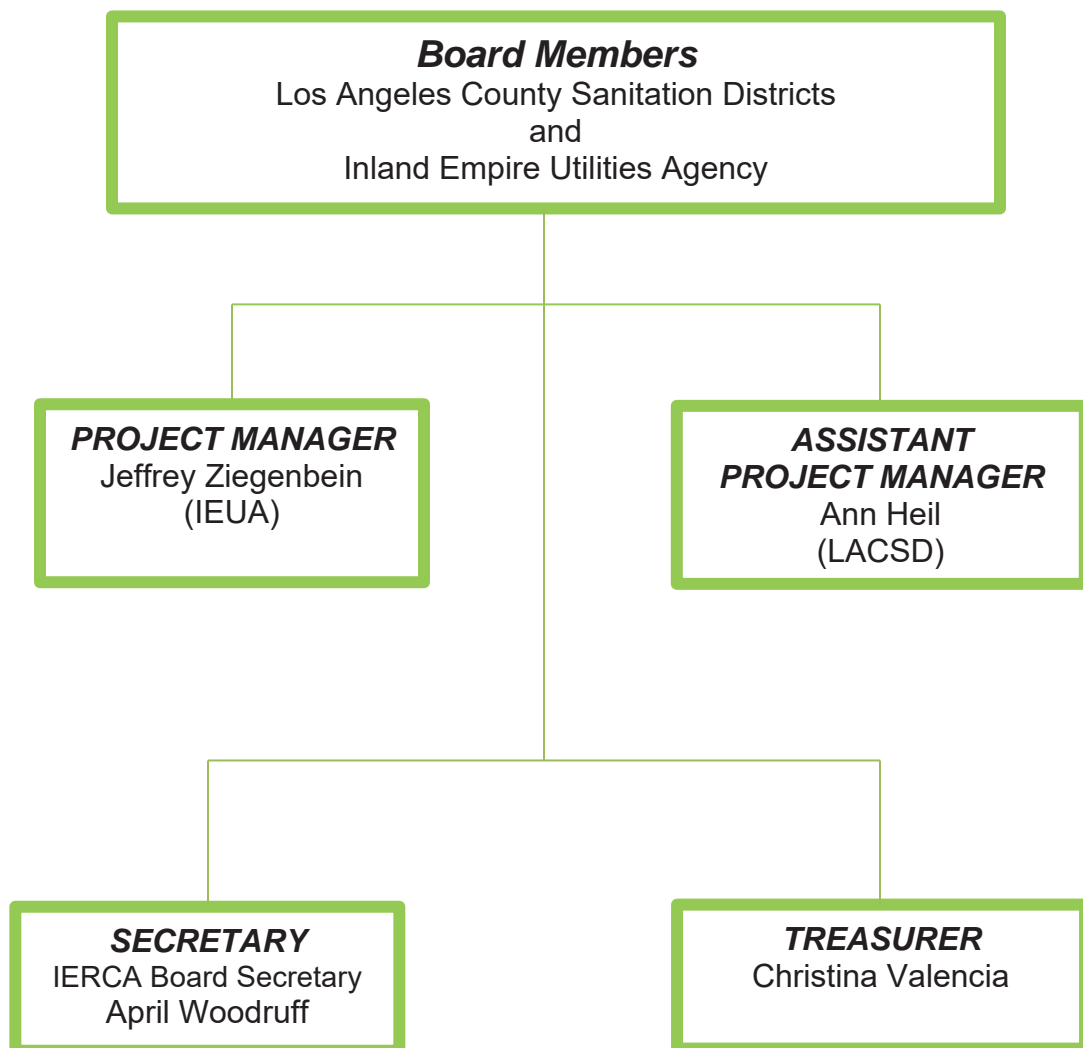 Board Members
Los Angeles County Sanitation Districts
and
Inland Empire Utilities Agency
PROJECT MANAGER
Jeffrey Ziegenbein
(IEUA)
ASSISTANT
PROJECT MANAGER
Ann Heil
(LACSD)
SECRETARY
IERCA Board Secretary
April Woodruff
TREASURER
Christina Valencia